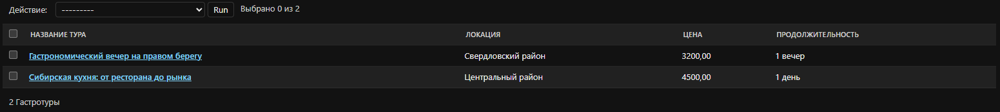 Действие: --------- Run Выбрано 0 из 2
НАЗВАНИЕ ТУРА ЛОКАЦИЯ ЦЕНА ПРОДОЛЖИТЕЛЬНОСТЬ
Гастрономический вечер на правом берегу Свердловский район 3200,00 1 вечер
Сибирская кухня: от ресторана до рынка Центральный район 4500,00 1 день
2 Гастротуры